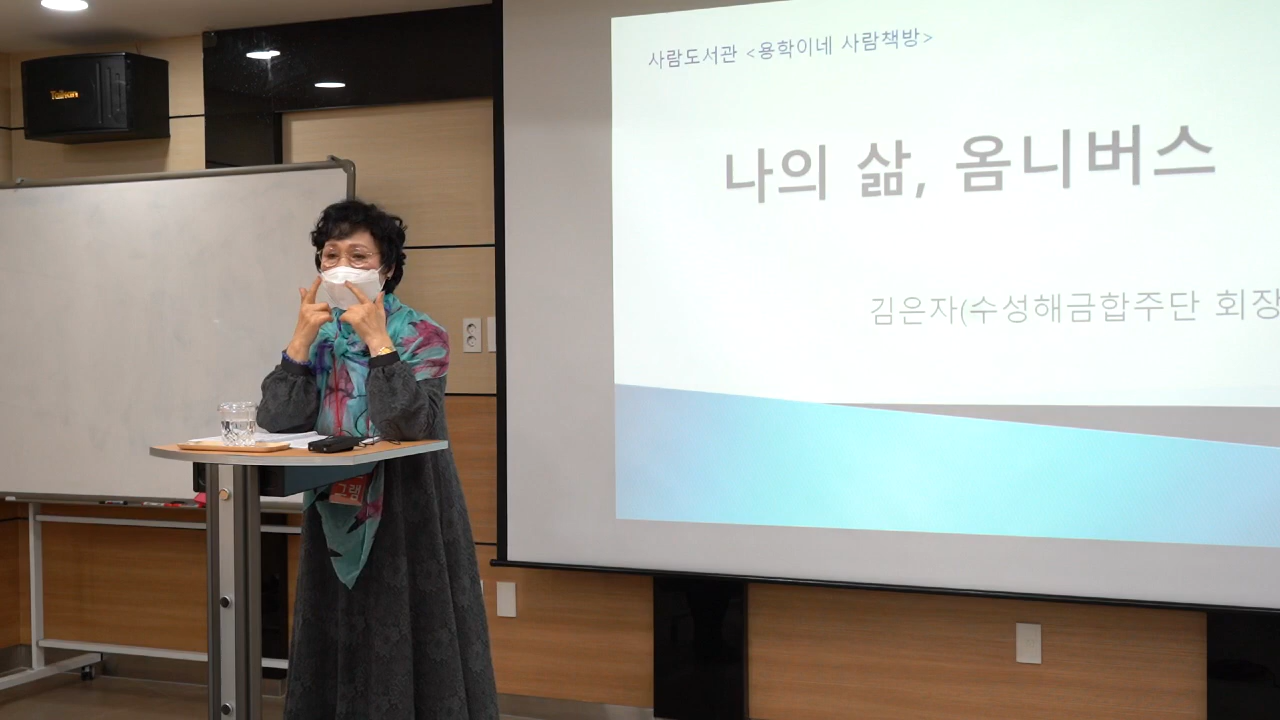 사람도서관 <용학이네 사람책방>
나의 삶, 옴니버스
김은자(수성해금합주단 회장